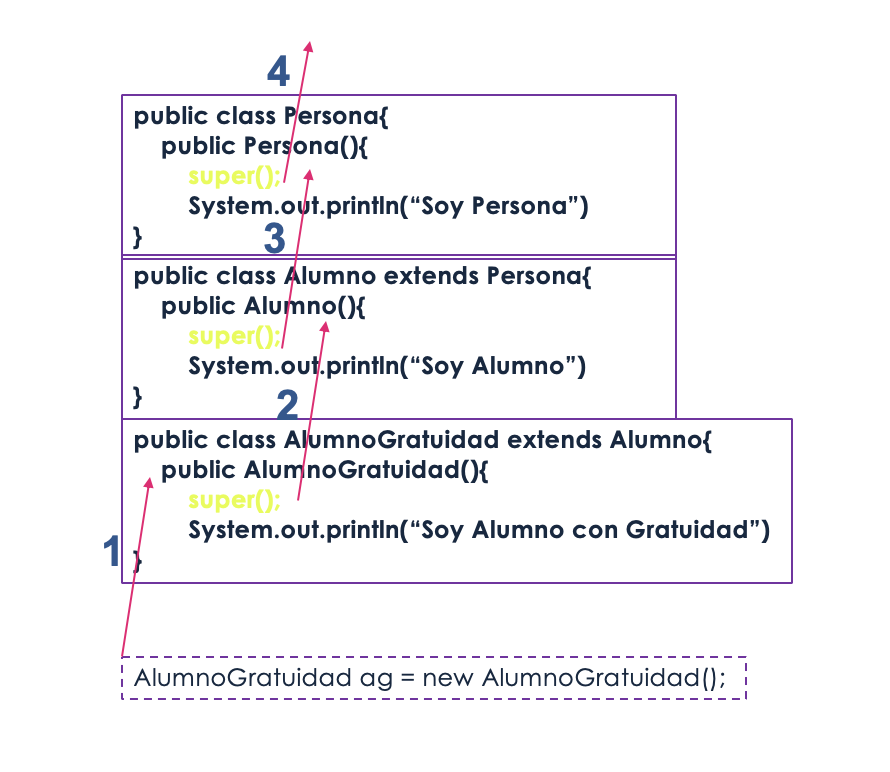 4
public class Persona{
public Persona(){
super();
System.out.println(“Soy Persona”)
}
3
public class Alumno extends Persona{
public Alumno(){
super();
System.out.println(“Soy Alumno”)
}
2
public class AlumnoGratuidad extends Alumno{
public AlumnoGratuidad(){
super();
System.out.println(“Soy Alumno con Gratuidad”)
1
}
AlumnoGratuidad ag = new AlumnoGratuidad();